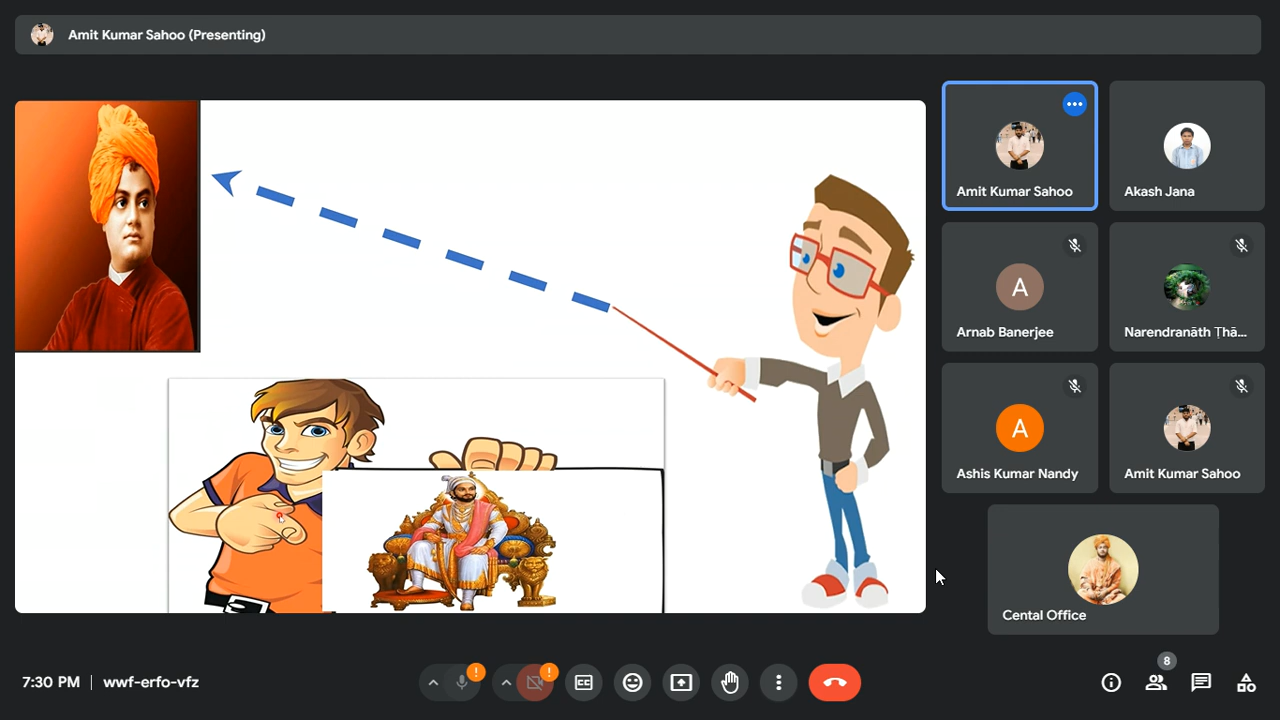 Amit Kumar Sahoo (Presenting)
Amit Kumar Sahoo
Akash Jana
A
Arnab Banerjee
Narendranāth Ṭhā...
A
Ashis Kumar Nandy
Amit Kumar Sahoo
Cental Office
7:30 PM | wwf-erfo-vfz
8